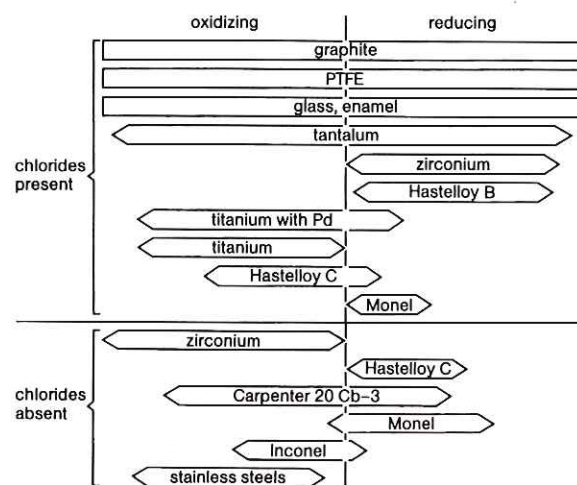 oxidizing reducing
graphite
PTFE
glass, enamel
tantalum
chlorides
present
zirconium
Hastelloy B
titanium with Pd
titanium
Hastelloy C
Monel
zirconium
Hastelloy C
chlorides
absent
Carpenter 20 Cb-3
Monel
Inconel
stainless steels